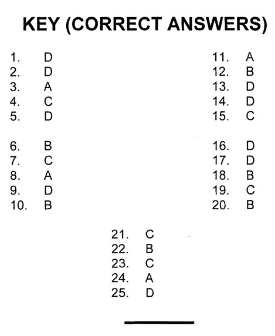 KEY (CORRECT ANSWERS)
1. D
2. D
3. A
4. C
5. D
6. B
7. C
8. A
9. D
10. B
11. A
12. B
13. D
14. D
15. C
16. D
17. D
18. B
19. C
20. B
21. C
22. B
23. C
24. A
25. D